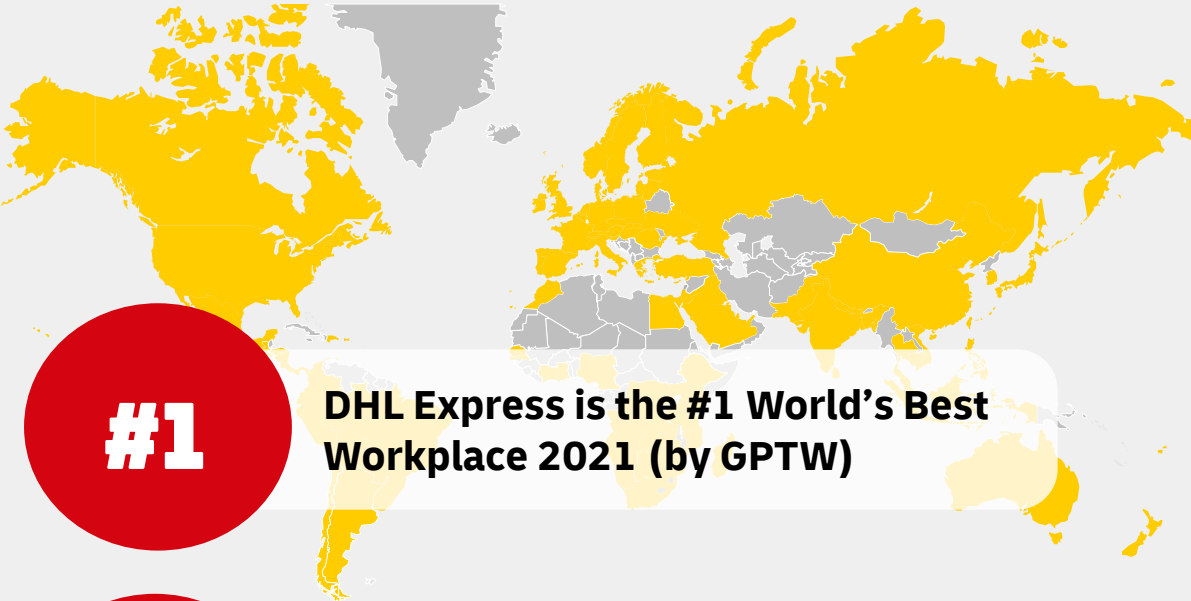 #1
DHL Express is the #1 World’s Best
Workplace 2021 (by GPTW)